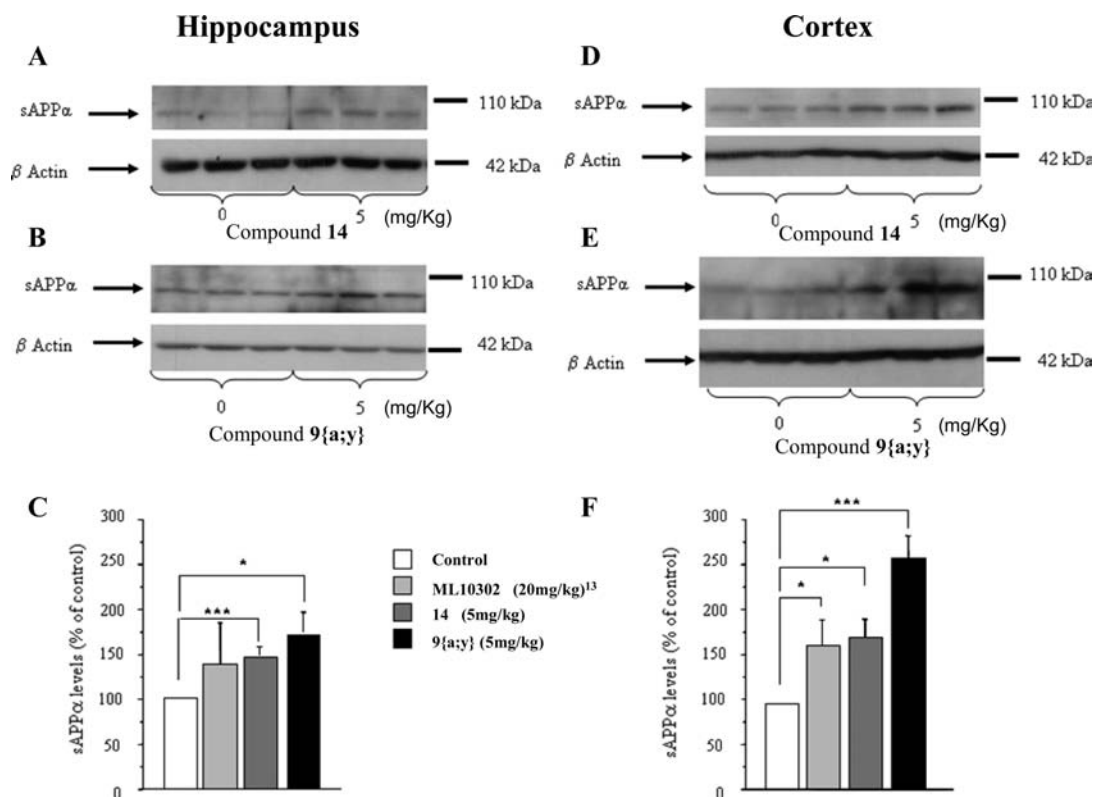 Hippocampus
A
sAPPα
110 kDa
β Actin
42 kDa
0
5
(mg/Kg)
Compound 14
B
sAPPα
110 kDa
β Actin
42 kDa
0
5
(mg/Kg)
Compound 9{a;y}
Cortex
D
sAPPα
110 kDa
β Actin
42 kDa
0
5
(mg/Kg)
Compound 14
E
sAPPα
110 kDa
β Actin
42 kDa
0
5
(mg/Kg)
Compound 9{a;y}
C
sAPPα levels (% of control)
300
250
200
150
100
50
0
*
***
Control
ML10302 (20mg/kg)13
14 (5mg/kg)
9{a;y} (5mg/kg)
F
sAPPα levels (% of control)
300
250
200
150
100
50
0
***
*
*